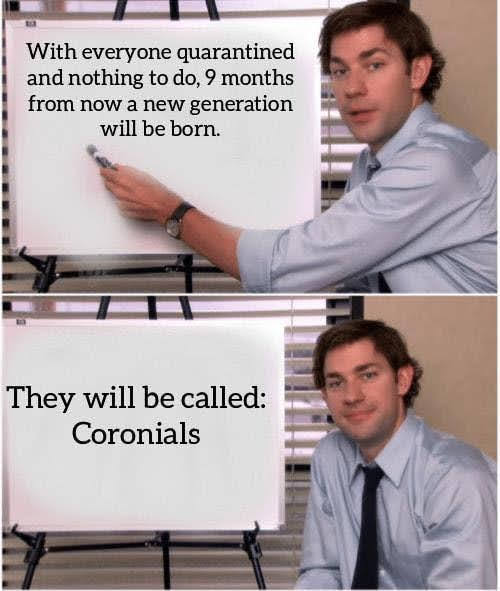 With everyone quarantined
and nothing to do, 9 months
from now a new generation
will be born.
They will be called:
Coronials